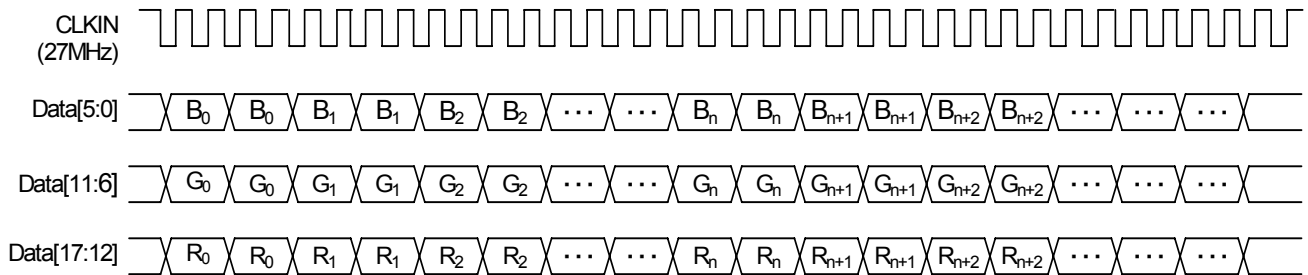 CLKIN
(27MHz)
Data[5:0] B₀ B₀ B₁ B₁ B₂ B₂ ··· ··· Bₙ Bₙ Bₙ₊₁ Bₙ₊₁ Bₙ₊₂ Bₙ₊₂ ··· ··· ···
Data[11:6] G₀ G₀ G₁ G₁ G₂ G₂ ··· ··· Gₙ Gₙ Gₙ₊₁ Gₙ₊₁ Gₙ₊₂ Gₙ₊₂ ··· ··· ···
Data[17:12] R₀ R₀ R₁ R₁ R₂ R₂ ··· ··· Rₙ Rₙ Rₙ₊₁ Rₙ₊₁ Rₙ₊₂ Rₙ₊₂ ··· ··· ···